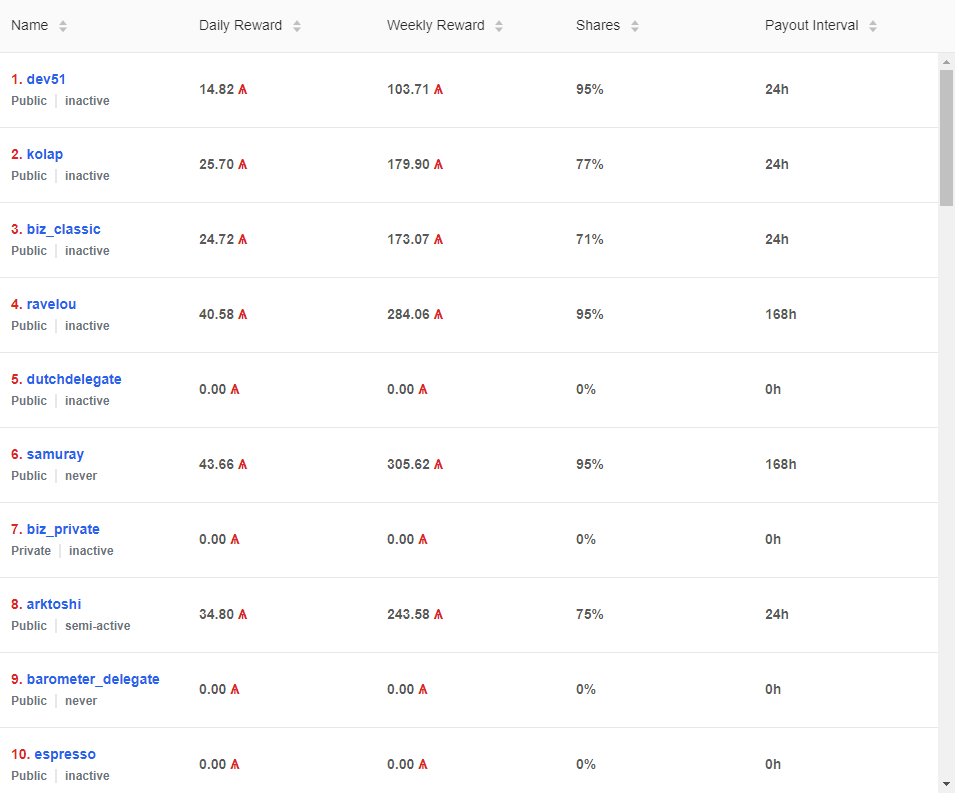 Name Daily Reward Weekly Reward Shares Payout Interval
1. dev51
14.82 Ѧ 103.71 Ѧ 95% 24h
Public inactive
2. kolap
25.70 Ѧ 179.90 Ѧ 77% 24h
Public inactive
3. biz_classic
24.72 Ѧ 173.07 Ѧ 71% 24h
Public inactive
4. ravelou
40.58 Ѧ 284.06 Ѧ 95% 168h
Public inactive
5. dutchdelegate
0.00 Ѧ 0.00 Ѧ 0% 0h
Public inactive
6. samuray
43.66 Ѧ 305.62 Ѧ 95% 168h
Public never
7. biz_private
0.00 Ѧ 0.00 Ѧ 0% 0h
Private inactive
8. arktoshi
34.80 Ѧ 243.58 Ѧ 75% 24h
Public semi-active
9. barometer_delegate
0.00 Ѧ 0.00 Ѧ 0% 0h
Public never
10. espresso
0.00 Ѧ 0.00 Ѧ 0% 0h
Public inactive